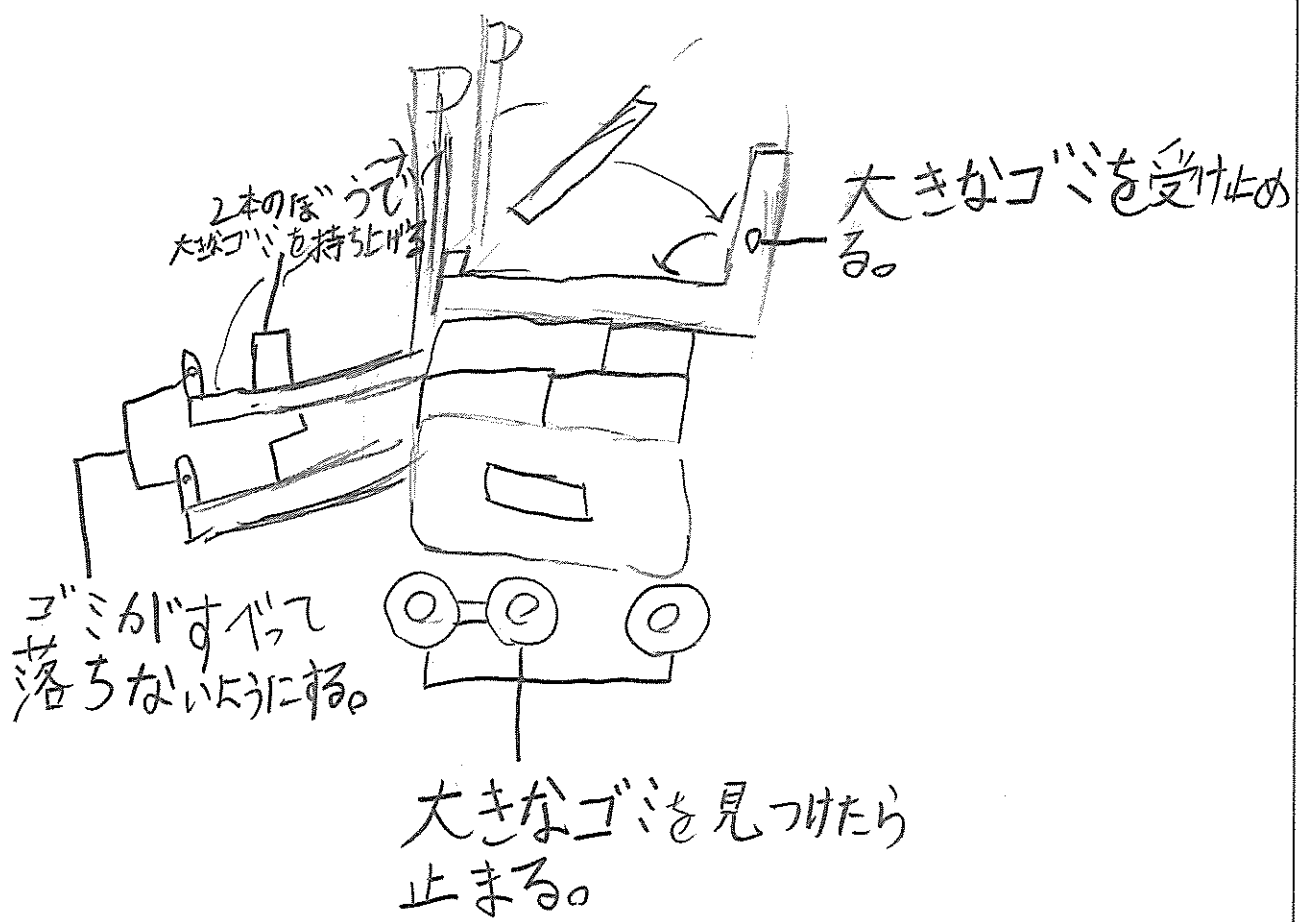 2本のぼうで
大きなゴミを持ち上げる
大きなゴミを受け止め
る。
ゴミがすべって
落ちないようにする。
大きなゴミを見つけたら
止まる。